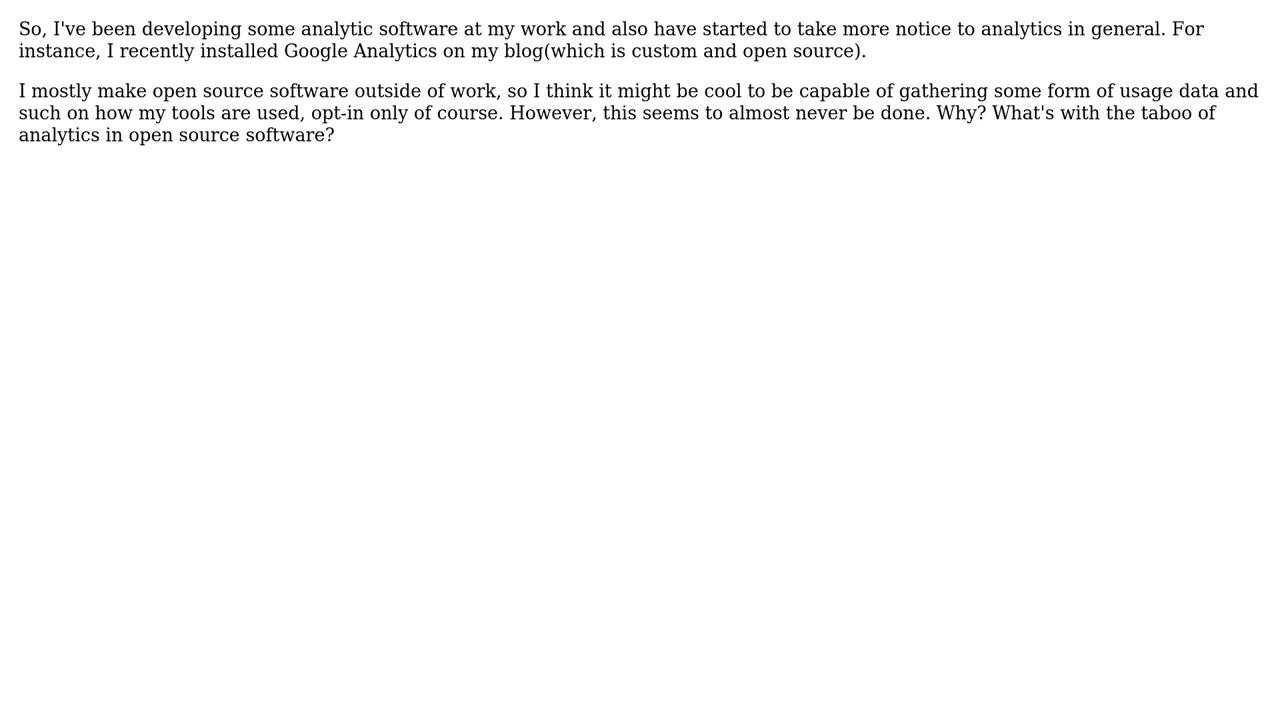 So, I've been developing some analytic software at my work and also have started to take more notice to analytics in general. For
instance, I recently installed Google Analytics on my blog(which is custom and open source).
I mostly make open source software outside of work, so I think it might be cool to be capable of gathering some form of usage data and
such on how my tools are used, opt-in only of course. However, this seems to almost never be done. Why? What's with the taboo of
analytics in open source software?